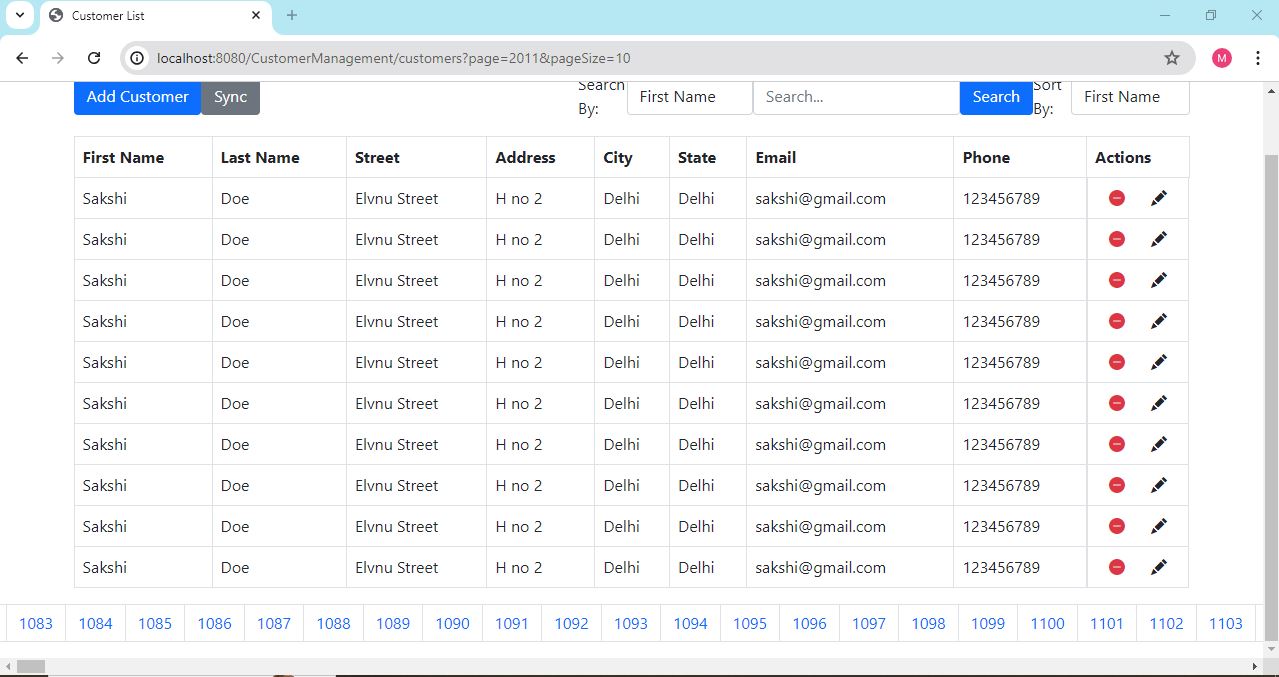 Customer List
localhost:8080/CustomerManagement/customers?page=2011&pageSize=10
M
Add Customer Sync Search By: First Name Search... Search Sort By: First Name
First Name Last Name Street Address City State Email Phone Actions
Sakshi Doe Elvnu Street H no 2 Delhi Delhi sakshi@gmail.com 123456789
Sakshi Doe Elvnu Street H no 2 Delhi Delhi sakshi@gmail.com 123456789
Sakshi Doe Elvnu Street H no 2 Delhi Delhi sakshi@gmail.com 123456789
Sakshi Doe Elvnu Street H no 2 Delhi Delhi sakshi@gmail.com 123456789
Sakshi Doe Elvnu Street H no 2 Delhi Delhi sakshi@gmail.com 123456789
Sakshi Doe Elvnu Street H no 2 Delhi Delhi sakshi@gmail.com 123456789
Sakshi Doe Elvnu Street H no 2 Delhi Delhi sakshi@gmail.com 123456789
Sakshi Doe Elvnu Street H no 2 Delhi Delhi sakshi@gmail.com 123456789
Sakshi Doe Elvnu Street H no 2 Delhi Delhi sakshi@gmail.com 123456789
Sakshi Doe Elvnu Street H no 2 Delhi Delhi sakshi@gmail.com 123456789
1083 1084 1085 1086 1087 1088 1089 1090 1091 1092 1093 1094 1095 1096 1097 1098 1099 1100 1101 1102 1103